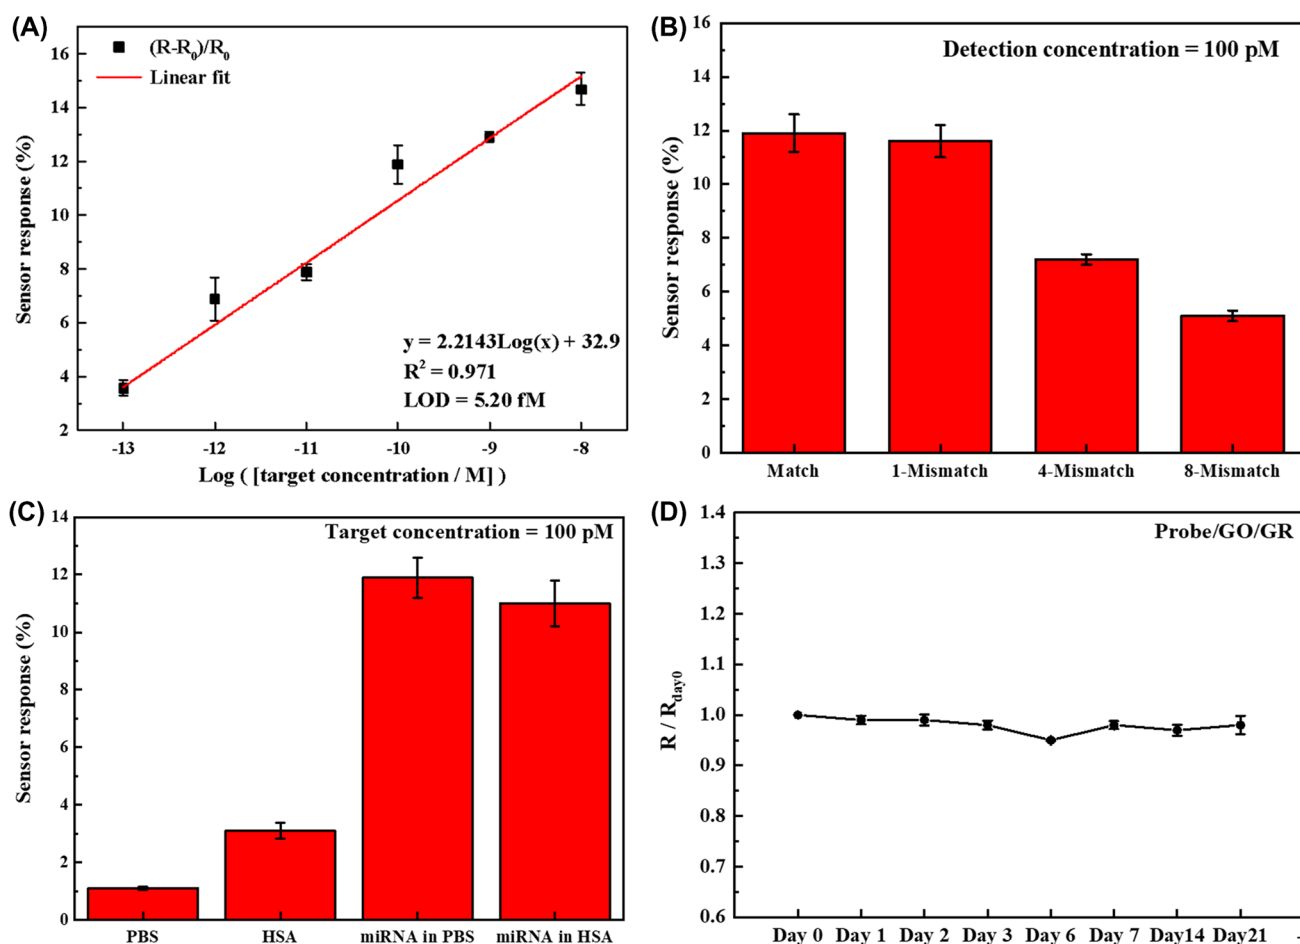 (A)
(R-R0)/R0
Linear fit
Sensor response (%)
16
14
12
10
8
6
4
2
y = 2.2143Log(x) + 32.9
R2 = 0.971
LOD = 5.20 fM
-13 -12 -11 -10 -9 -8
Log ( [target concentration / M] )
(B)
Detection concentration = 100 pM
Sensor response (%)
16
14
12
10
8
6
4
2
0
Match 1-Mismatch 4-Mismatch 8-Mismatch
(C)
Target concentration = 100 pM
Sensor response (%)
14
12
10
8
6
4
2
0
PBS HSA miRNA in PBS miRNA in HSA
(D)
Probe/GO/GR
R / Rday0
1.4
1.3
1.2
1.1
1.0
0.9
0.8
0.7
0.6
Day 0 Day 1 Day 2 Day 3 Day 6 Day 7 Day14 Day21